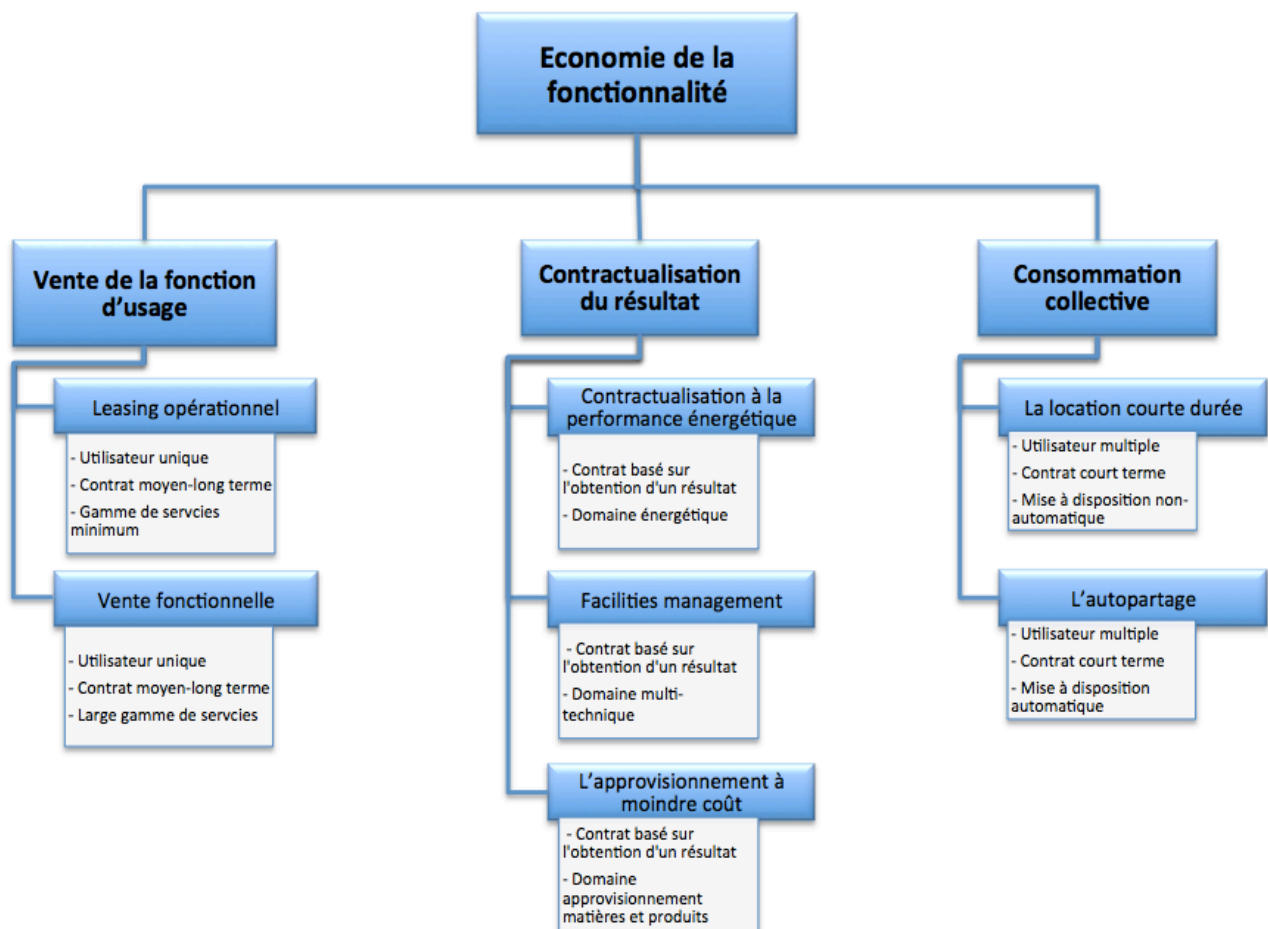 Economie de la
fonctionnalité
Vente de la fonction
d'usage
Leasing opérationnel
- Utilisateur unique
- Contrat moyen-long terme
- Gamme de servcies
minimum
Vente fonctionnelle
- Utilisateur unique
- Contrat moyen-long terme
- Large gamme de servcies
Contractualisation
du résultat
Contractualisation à la
performance énergétique
- Contrat basé sur
l'obtention d'un résultat
- Domaine énergétique
Facilities management
- Contrat basé sur
l'obtention d'un résultat
- Domaine multi-
technique
L'approvisionnement à
moindre coût
- Contrat basé sur
l'obtention d'un résultat
- Domaine
approvisionnement
matières et produits
Consommation
collective
La location courte durée
- Utilisateur multiple
- Contrat court terme
- Mise à disposition non-
automatique
L'autopartage
- Utilisateur multiple
- Contrat court terme
- Mise à disposition
automatique